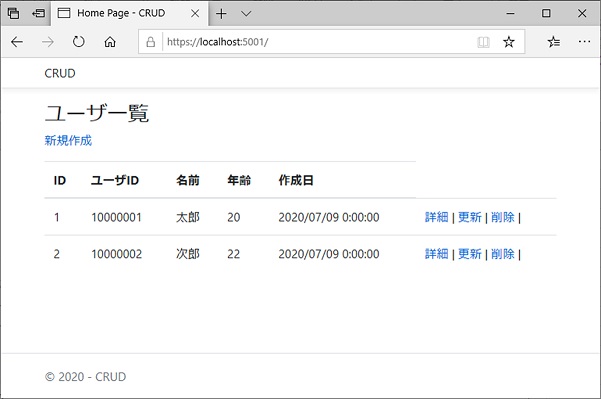 Home Page - CRUD
https://localhost:5001/
CRUD
ユーザ一覧
新規作成
ID ユーザID 名前 年齢 作成日
1 10000001 太郎 20 2020/07/09 0:00:00 詳細 | 更新 | 削除 |
2 10000002 次郎 22 2020/07/09 0:00:00 詳細 | 更新 | 削除 |
© 2020 - CRUD